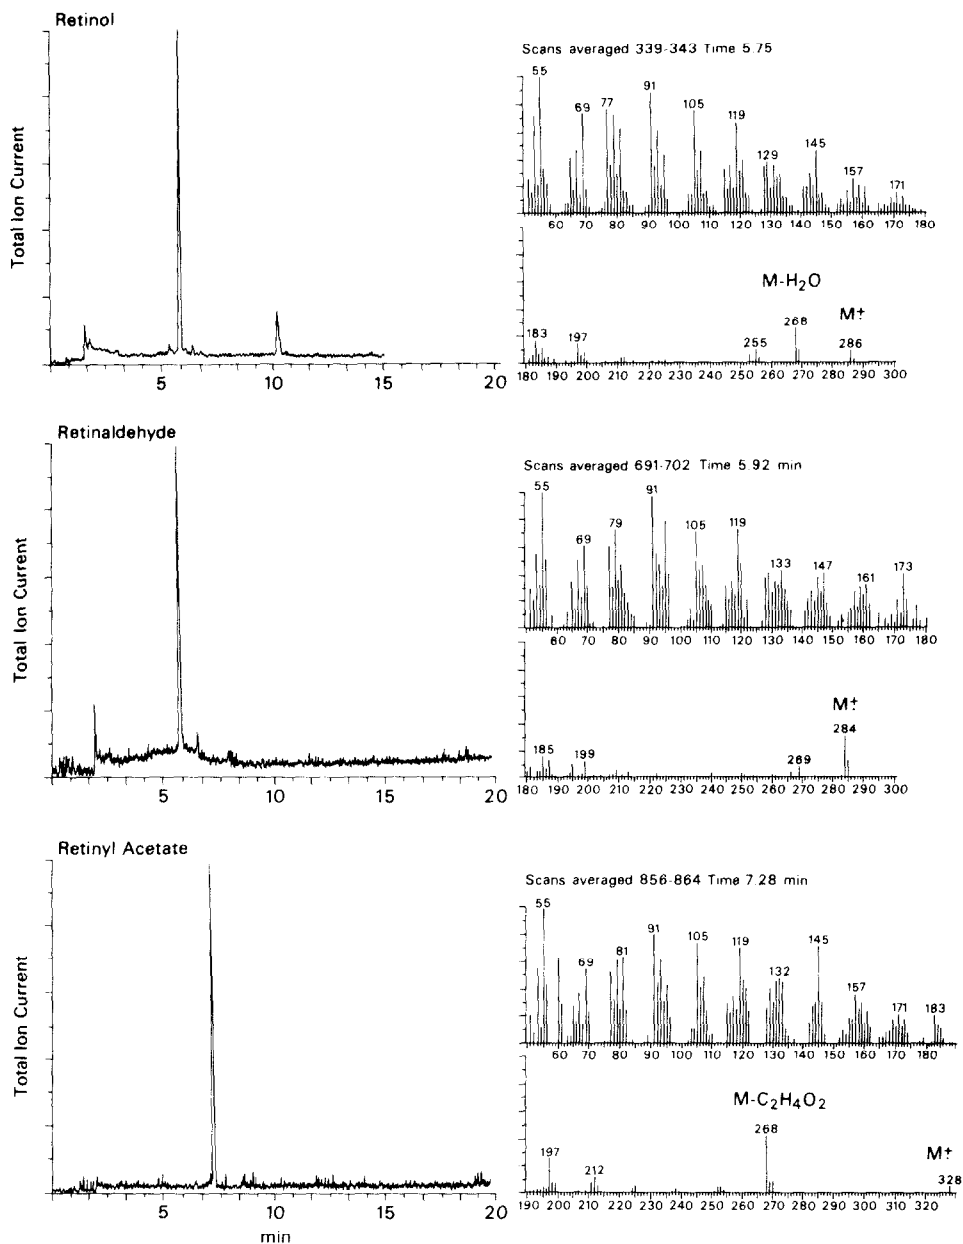 Retinol
Total Ion Current
5
10
15
20
Scans averaged 339-343 Time 5.75
55
69
77
91
105
119
129
145
157
171
60 70 80 90 100 110 120 130 140 150 160 170 180
M-H₂O
M+.
183
197
255
268
286
180 190 200 210 220 230 240 250 260 270 280 290 300
Retinaldehyde
Total Ion Current
5
10
15
20
Scans averaged 691-702 Time 5.92 min
55
69
79
91
105
119
133
147
161
173
60 70 80 90 100 110 120 130 140 150 160 170 180
M+.
185
199
269
284
180 190 200 210 220 230 240 250 260 270 280 290 300
Retinyl Acetate
Total Ion Current
5
10
15
20
min
Scans averaged 856-864 Time 7.28 min
55
69
81
91
105
119
132
145
157
171
183
60 70 80 90 100 110 120 130 140 150 160 170 180
M-C₂H₄O₂
M+.
197
212
268
328
190 200 210 220 230 240 250 260 270 280 290 300 310 320